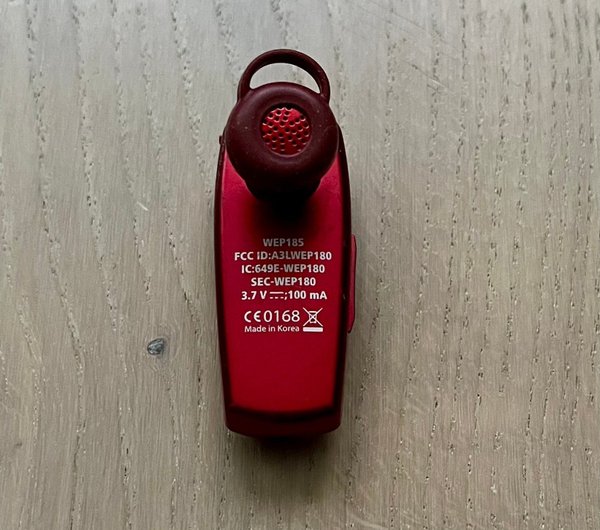 WEP185
FCC ID:A3LWEP180
IC:649E-WEP180
SEC-WEP180
3.7 V ⎓;100 mA
CE0168
Made in Korea